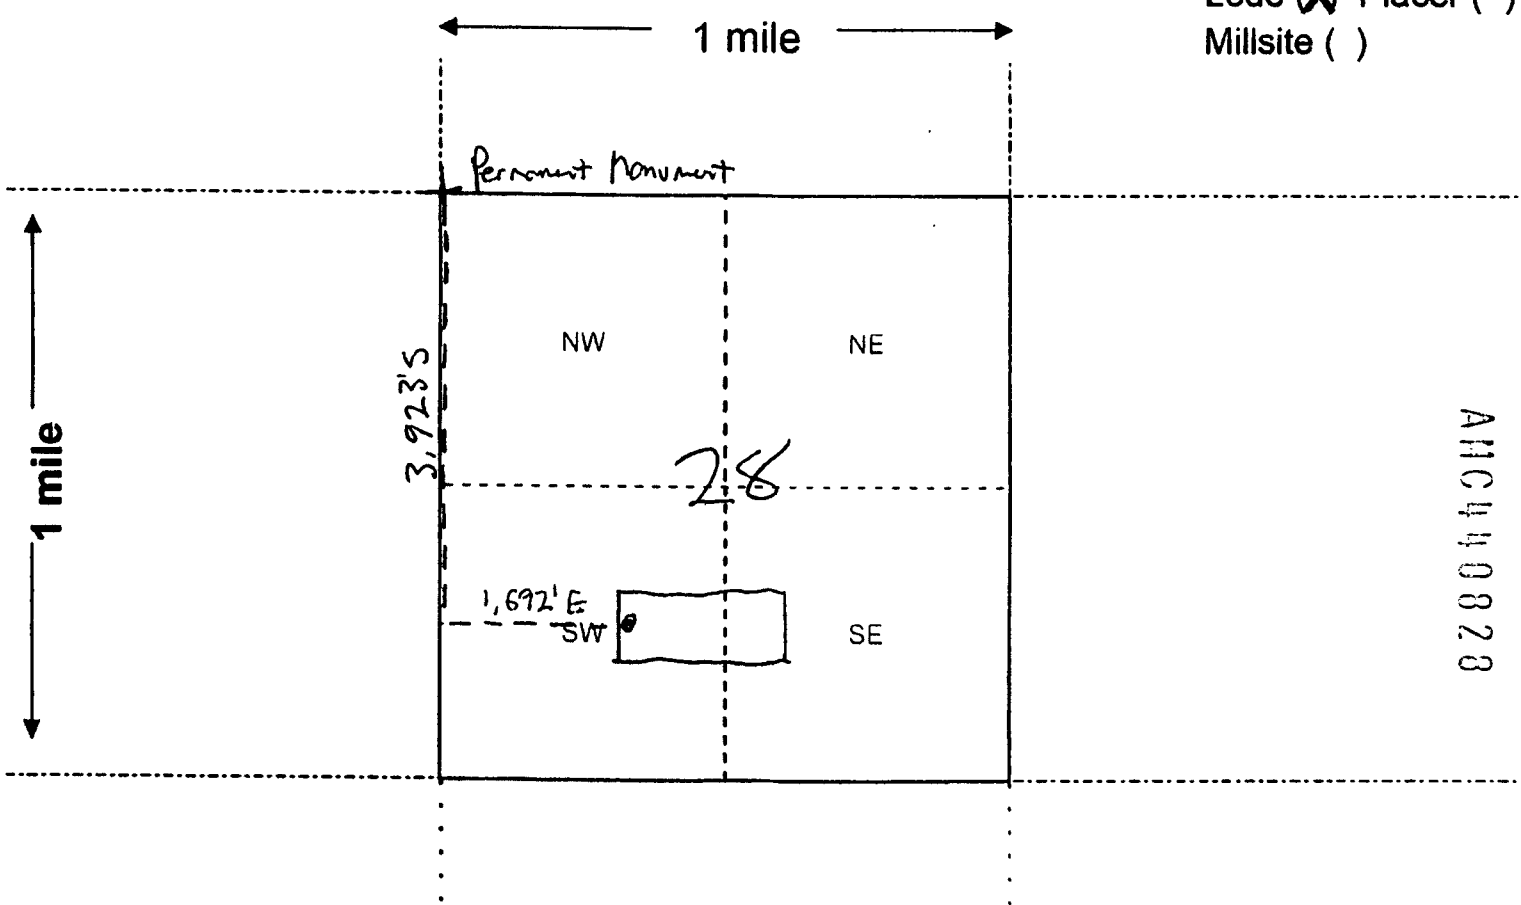 Lode (X) Placer ( )
Millsite ( )
1 mile
Permanent Monument
NW
NE
3,923'S
1 mile
28
1,692' E
SW
SE
AMC440828